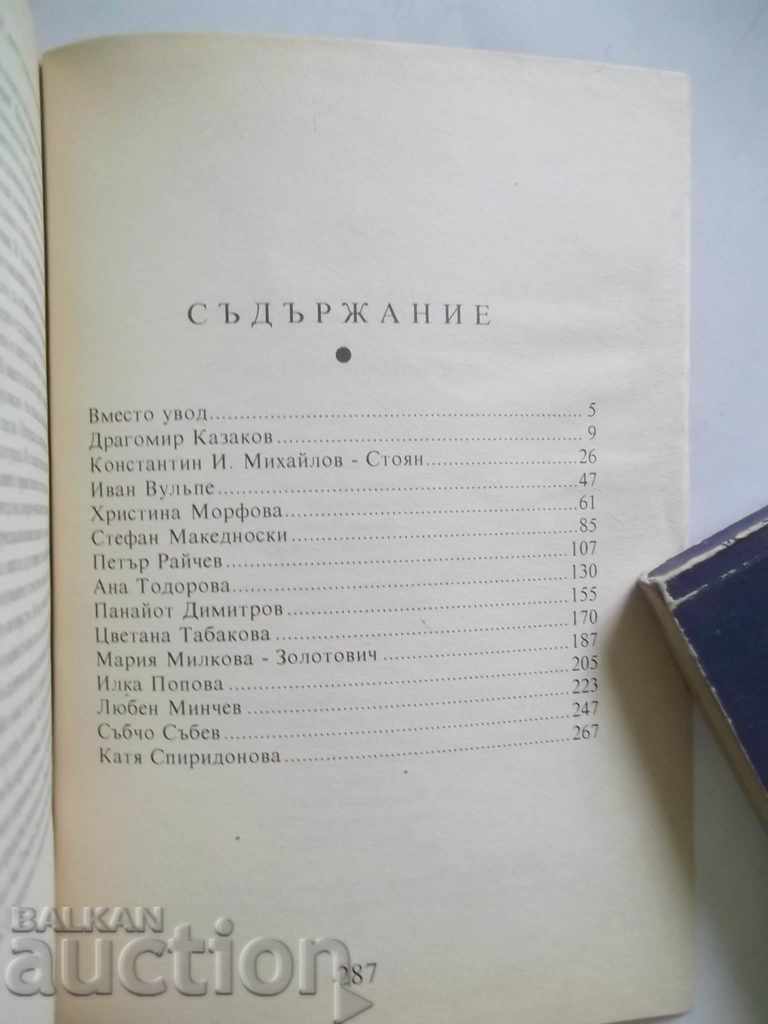 СЪДЪРЖАНИЕ
Вместо увод 5
Драгомир Казаков 9
Константин И. Михайлов - Стоян 26
Иван Вульпе 47
Христина Морфова 61
Стефан Македноски 85
Петър Райчев 107
Ана Тодорова 130
Панайот Димитров 155
Цветана Табакова 170
Мария Милкова - Золотович 187
Илка Попова 205
Любен Минчев 223
Събчо Събев 247
Катя Спиридонова 267
287
BALKAN
auction